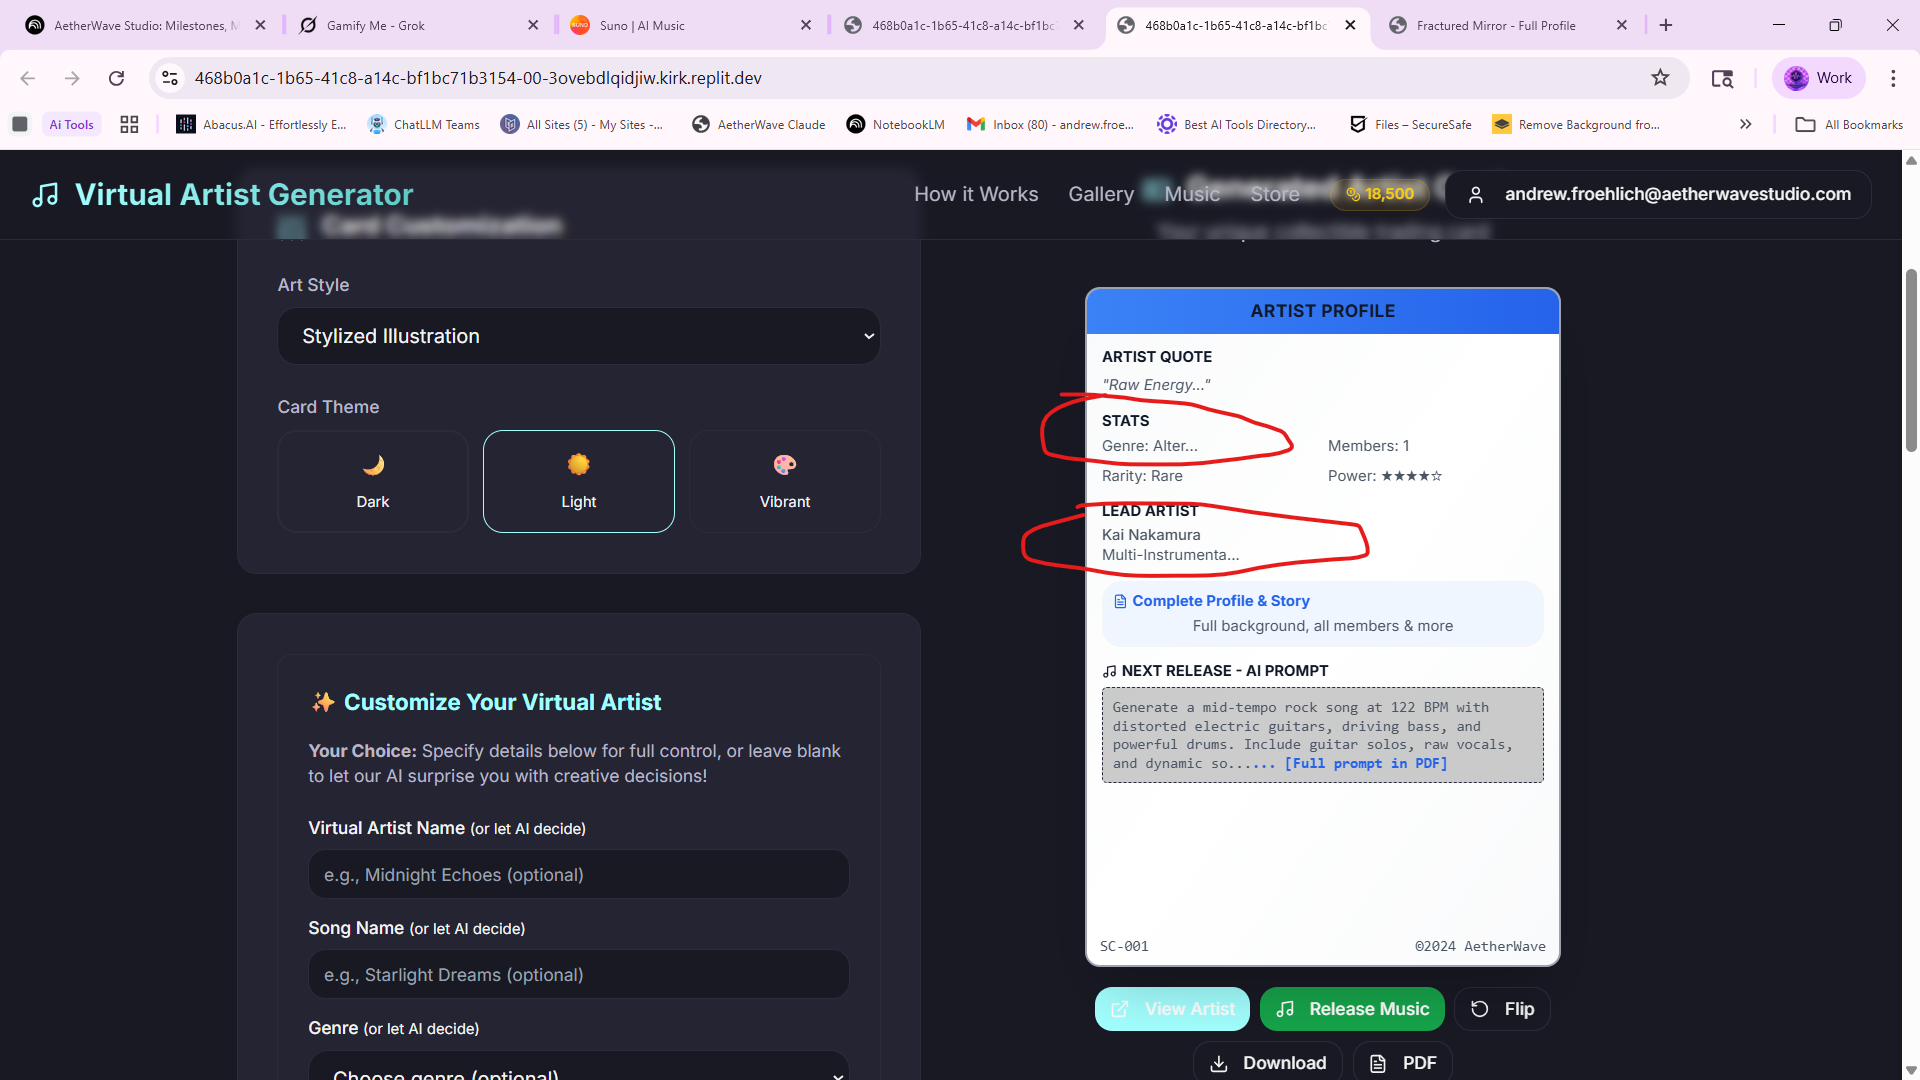 AetherWave Studio: Milestones, M
Gamify Me - Grok
Suno | AI Music
468b0a1c-1b65-41c8-a14c-bf1bc7
468b0a1c-1b65-41c8-a14c-bf1bc
Fractured Mirror - Full Profile
468b0a1c-1b65-41c8-a14c-bf1bc71b3154-00-3ovebdlqidjiw.kirk.replit.dev
Work
Ai Tools
Abacus.AI - Effortlessly E...
ChatLLM Teams
All Sites (5) - My Sites -...
AetherWave Claude
NotebookLM
Inbox (80) - andrew.froe...
Best AI Tools Directory...
Files – SecureSafe
Remove Background fro...
All Bookmarks
Virtual Artist Generator
How it Works
Gallery
Music
Store
18,500
andrew.froehlich@aetherwavestudio.com
Card Customization
Your unique collectible trading card
Art Style
Stylized Illustration
Card Theme
Dark
Light
Vibrant
Customize Your Virtual Artist
Your Choice: Specify details below for full control, or leave blank
to let our AI surprise you with creative decisions!
Virtual Artist Name (or let AI decide)
e.g., Midnight Echoes (optional)
Song Name (or let AI decide)
e.g., Starlight Dreams (optional)
Genre (or let AI decide)
Choose genre (optional)
ARTIST PROFILE
ARTIST QUOTE
"Raw Energy..."
STATS
Genre: Alter...
Members: 1
Rarity: Rare
Power: ★★★★☆
LEAD ARTIST
Kai Nakamura
Multi-Instrumenta...
Complete Profile & Story
Full background, all members & more
NEXT RELEASE - AI PROMPT
Generate a mid-tempo rock song at 122 BPM with
distorted electric guitars, driving bass, and
powerful drums. Include guitar solos, raw vocals,
and dynamic so...... [Full prompt in PDF]
SC-001
©2024 AetherWave
View Artist
Release Music
Flip
Download
PDF